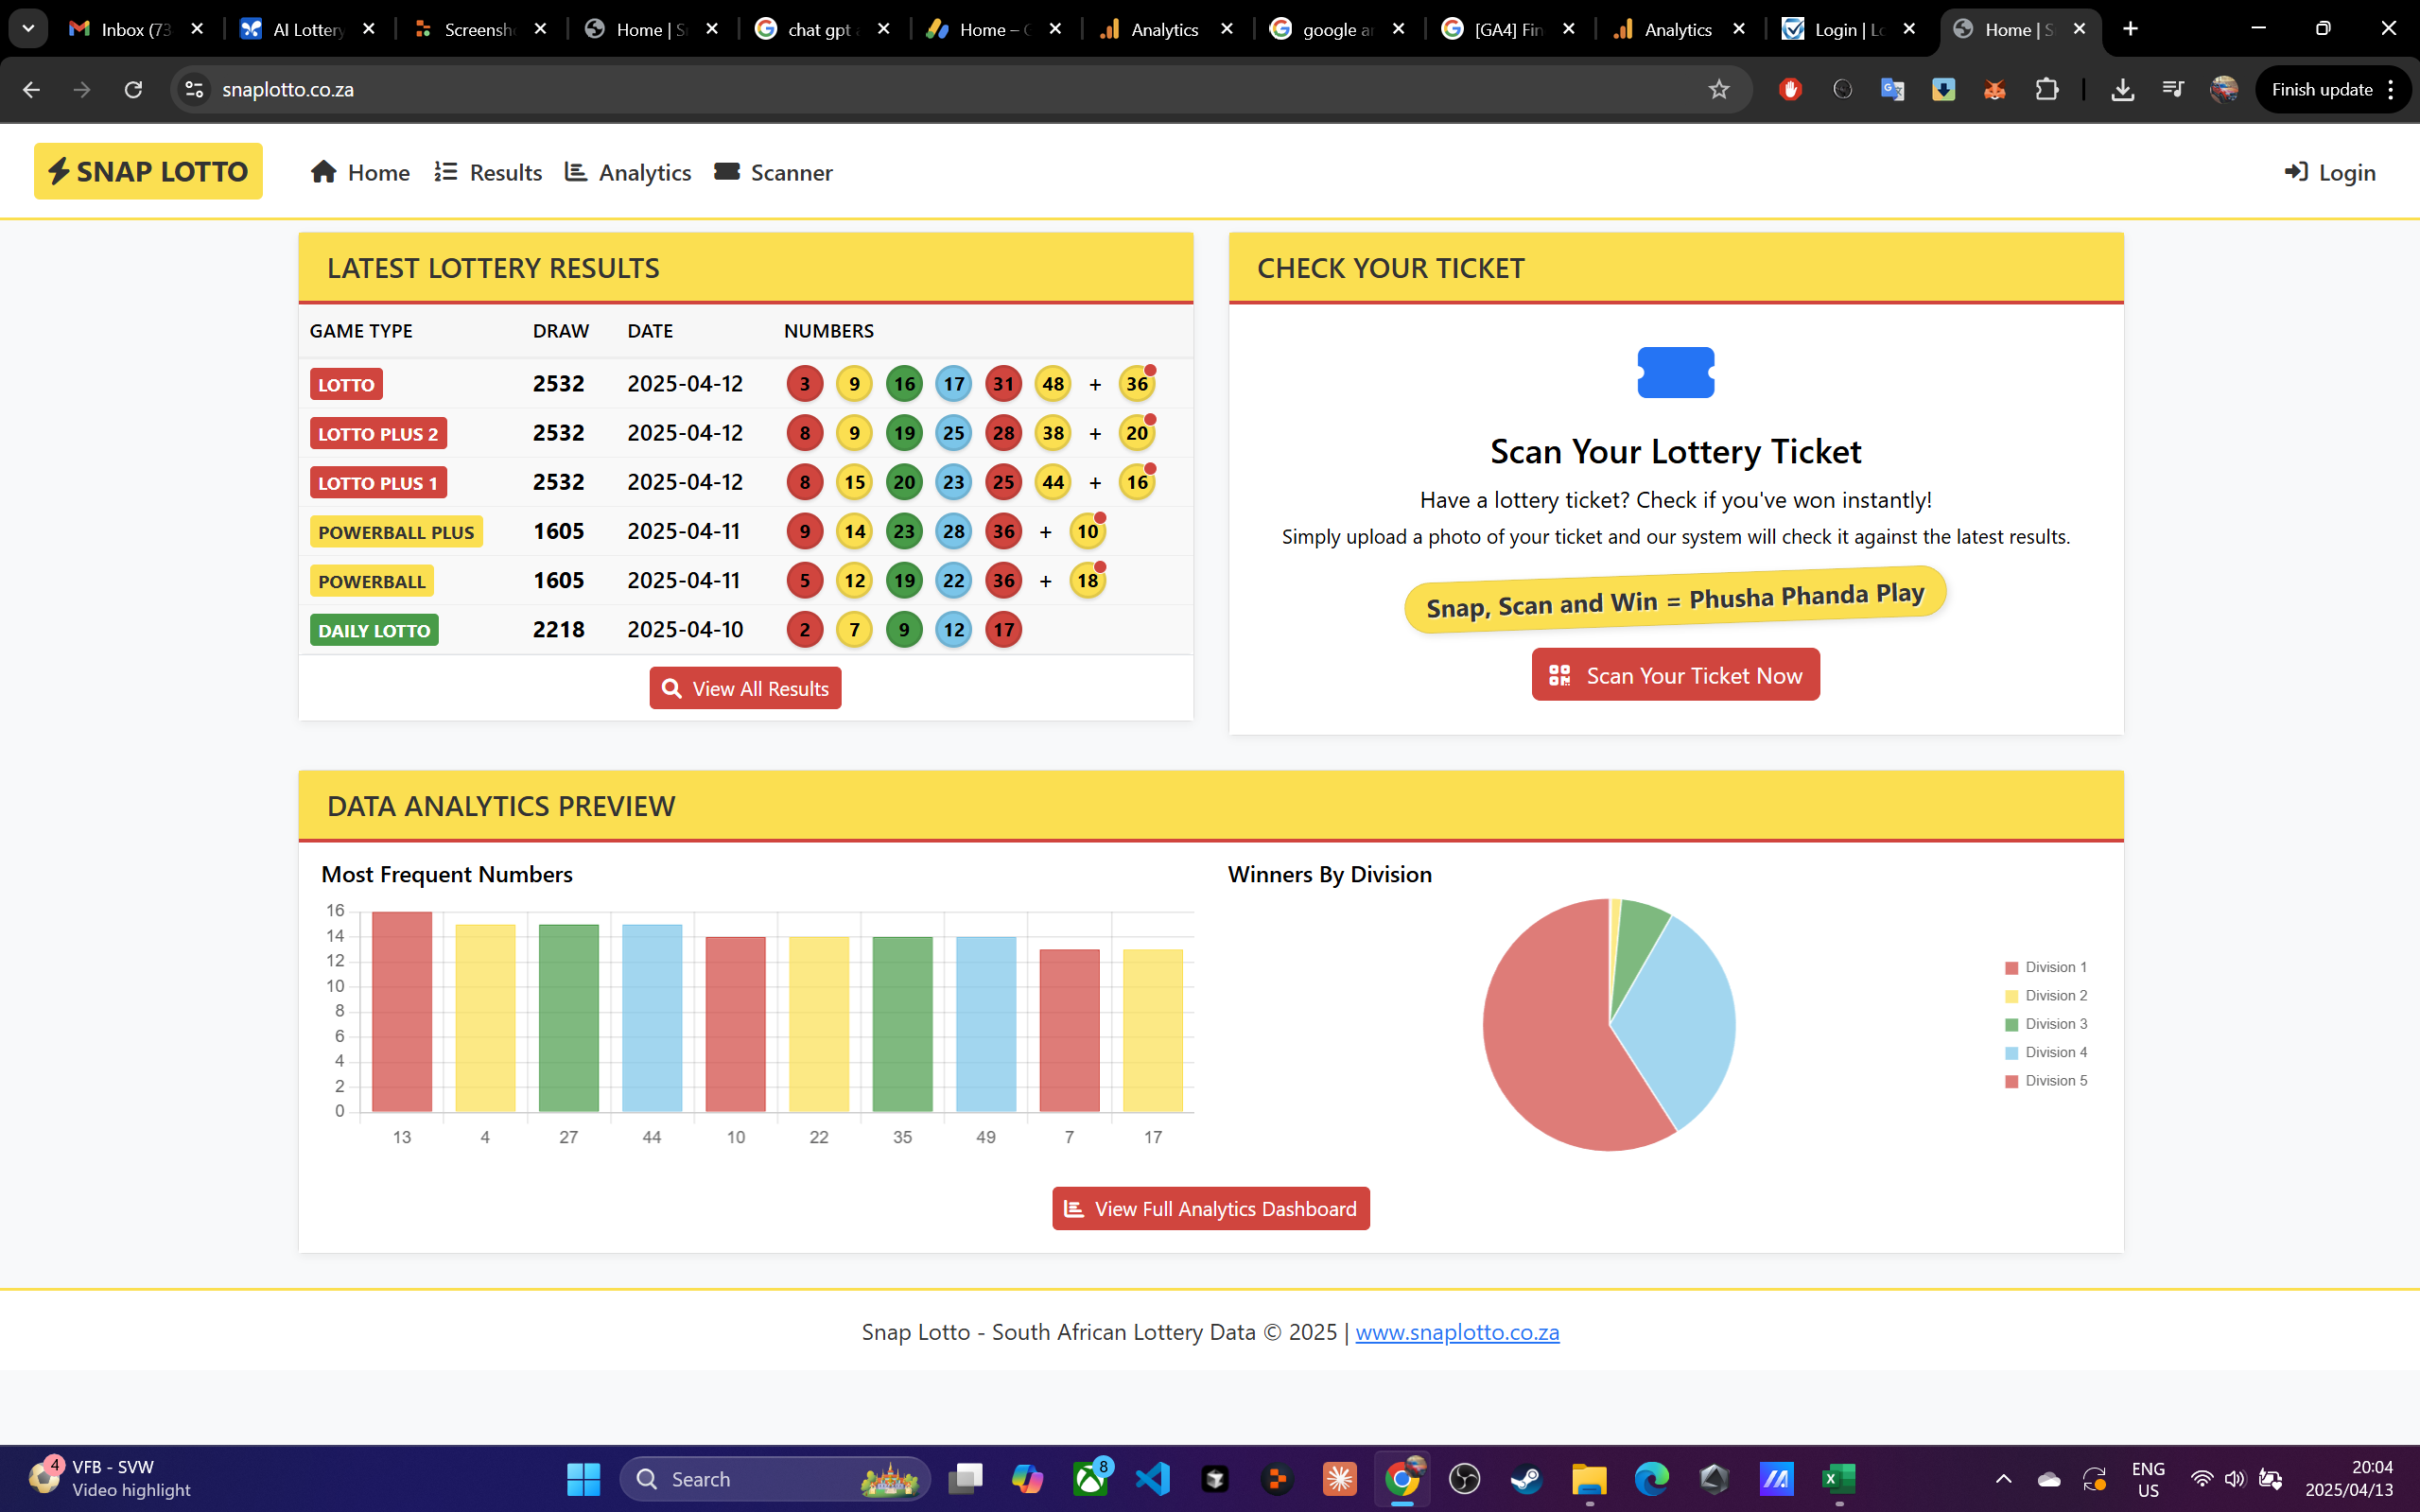 Inbox (73
AI Lottery
Screensh
Home | S
chat gpt
Home – G
Analytics
google a
[GA4] Fin
Analytics
Login | L
Home | S
snaplotto.co.za
Finish update
SNAP LOTTO
Home
Results
Analytics
Scanner
Login
LATEST LOTTERY RESULTS
GAME TYPE DRAW DATE NUMBERS
LOTTO 2532 2025-04-12 3 9 16 17 31 48 + 36
LOTTO PLUS 2 2532 2025-04-12 8 9 19 25 28 38 + 20
LOTTO PLUS 1 2532 2025-04-12 8 15 20 23 25 44 + 16
POWERBALL PLUS 1605 2025-04-11 9 14 23 28 36 + 10
POWERBALL 1605 2025-04-11 5 12 19 22 36 + 18
DAILY LOTTO 2218 2025-04-10 2 7 9 12 17
View All Results
CHECK YOUR TICKET
Scan Your Lottery Ticket
Have a lottery ticket? Check if you've won instantly!
Simply upload a photo of your ticket and our system will check it against the latest results.
Snap, Scan and Win = Phusha Phanda Play
Scan Your Ticket Now
DATA ANALYTICS PREVIEW
Most Frequent Numbers
16
14
12
10
8
6
4
2
0
13 4 27 44 10 22 35 49 7 17
Winners By Division
Division 1
Division 2
Division 3
Division 4
Division 5
View Full Analytics Dashboard
Snap Lotto - South African Lottery Data © 2025 | www.snaplotto.co.za
4
VFB - SVW
Video highlight
Search
8
ENG
US
20:04
2025/04/13